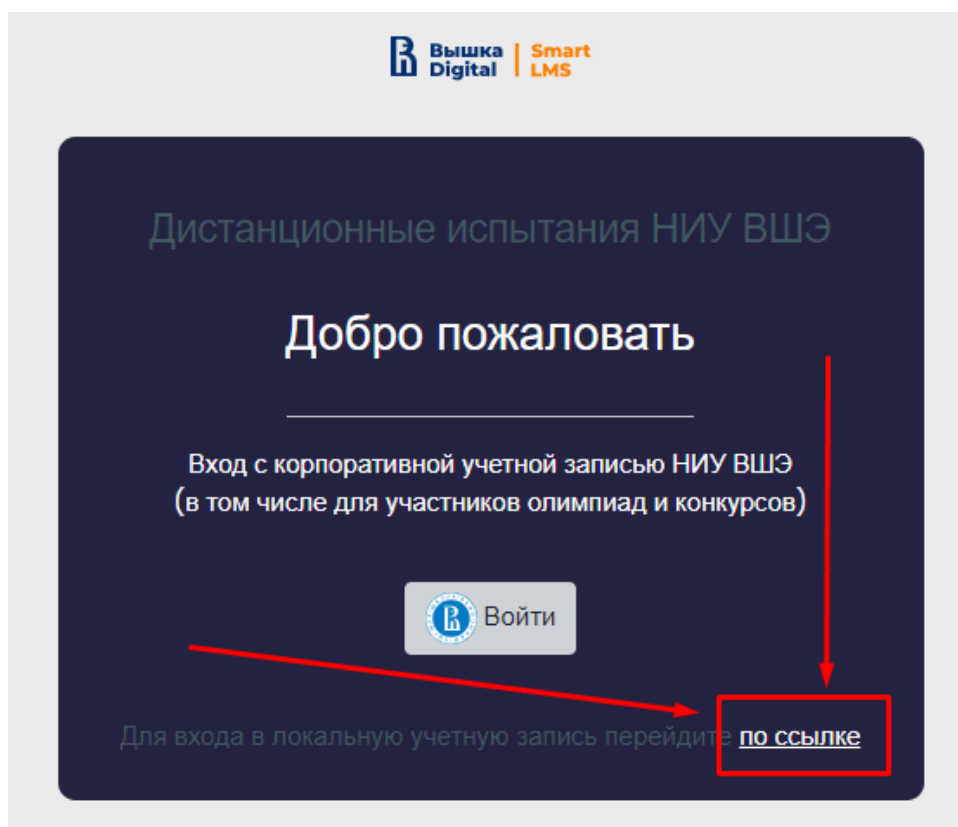 Вышка Digital
Smart LMS
Дистанционные испытания НИУ ВШЭ
Добро пожаловать
Вход с корпоративной учетной записью НИУ ВШЭ
(в том числе для участников олимпиад и конкурсов)
Войти
Для входа в локальную учетную запись перейдите по ссылке